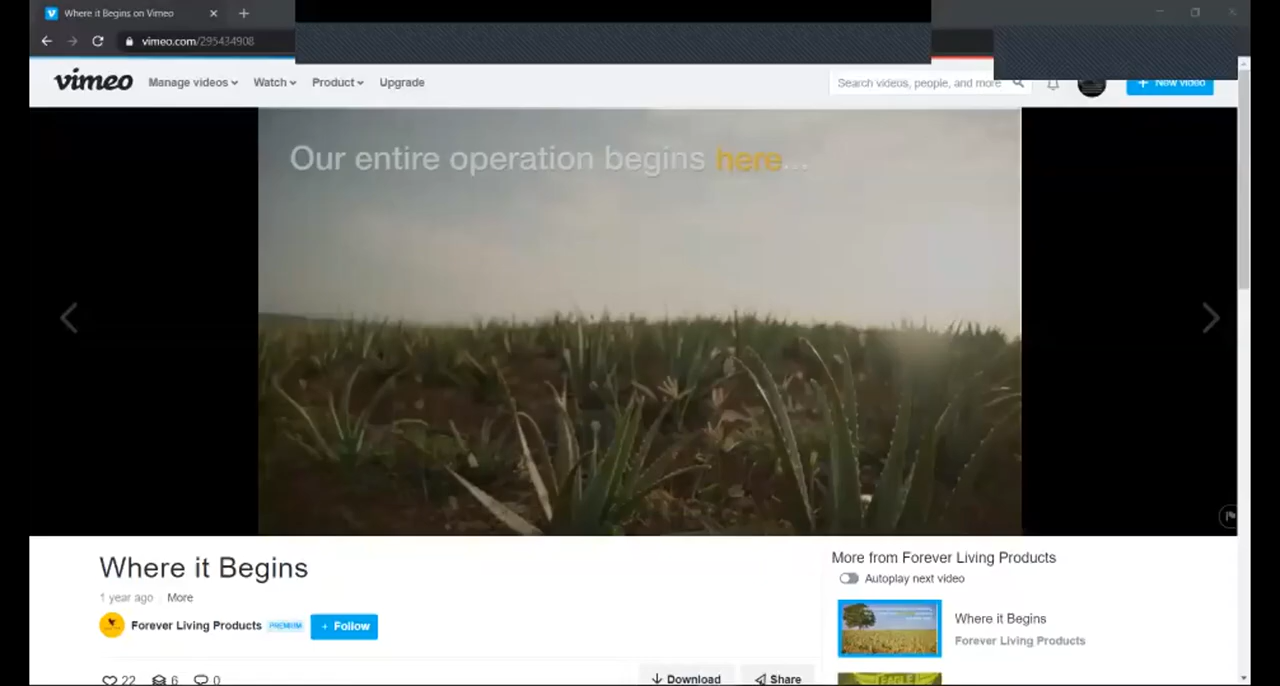 Where it Begins on Vimeo
vimeo.com/295434908
vimeo
Manage videos
Watch
Product
Upgrade
Search videos, people, and more
+ New video
Our entire operation begins here...
Where it Begins
1 year ago
More
Forever Living Products PREMIUM
+ Follow
22
6
0
Download
Share
More from Forever Living Products
Autoplay next video
Where it Begins
Forever Living Products
EAGLE